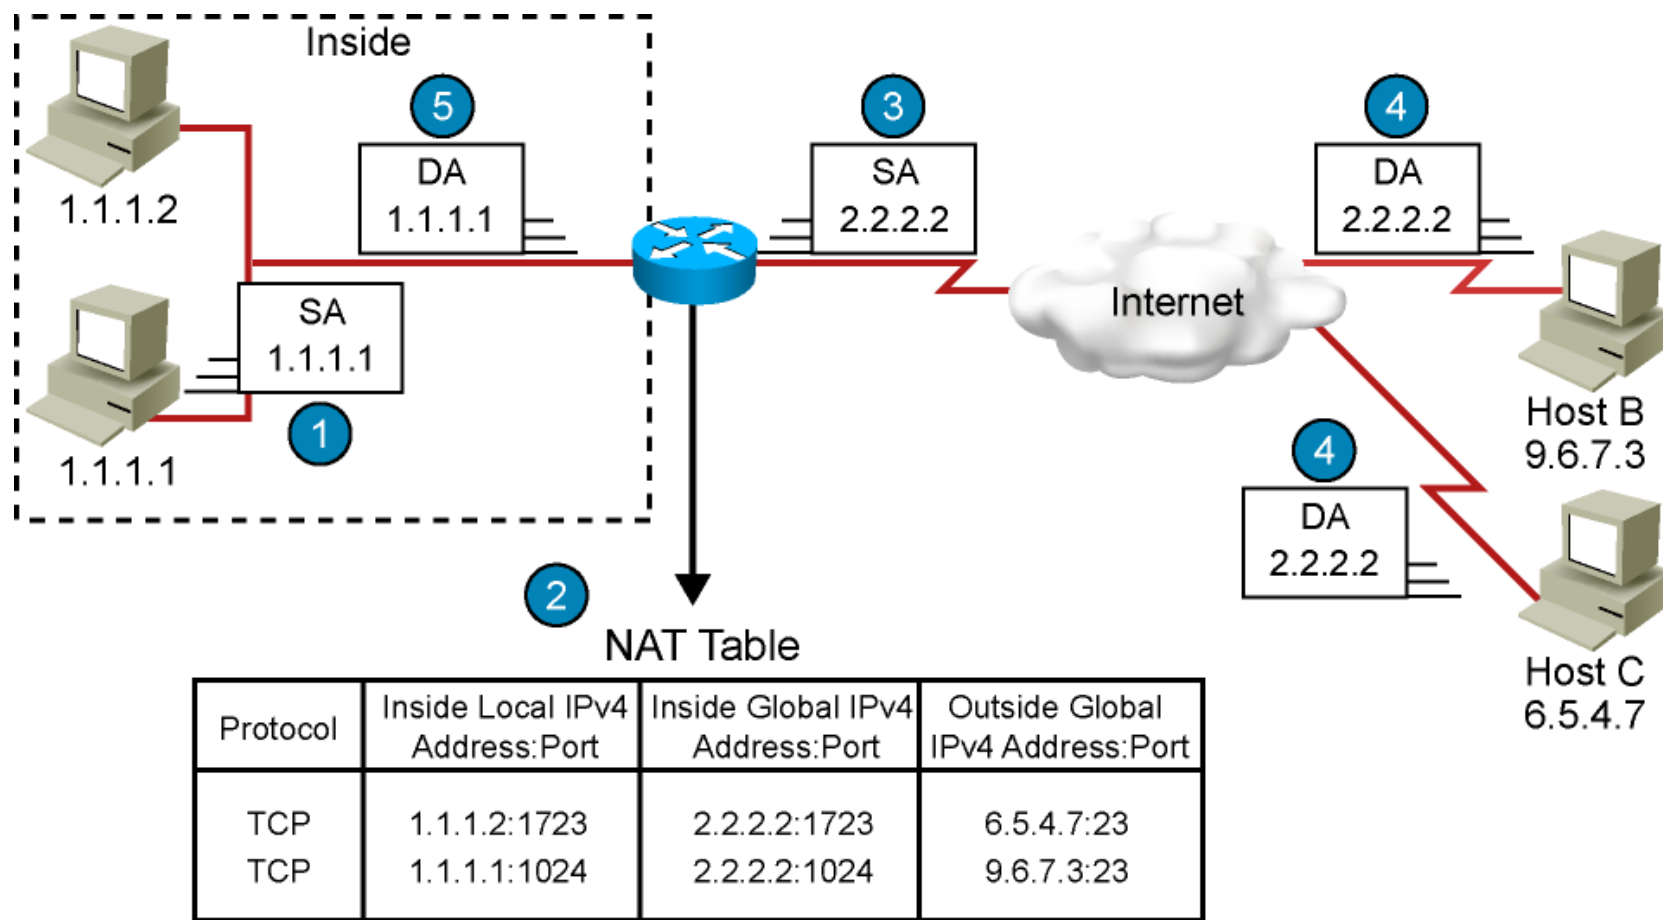 Inside
5
3
4
DA
1.1.1.1
SA
2.2.2.2
DA
2.2.2.2
1.1.1.2
SA
1.1.1.1
Internet
1
1.1.1.1
Host B
9.6.7.3
4
DA
2.2.2.2
2
Host C
6.5.4.7
NAT Table
Protocol
Inside Local IPv4
Address:Port
Inside Global IPv4
Address:Port
Outside Global
IPv4 Address:Port
TCP 1.1.1.2:1723 2.2.2.2:1723 6.5.4.7:23
TCP 1.1.1.1:1024 2.2.2.2:1024 9.6.7.3:23